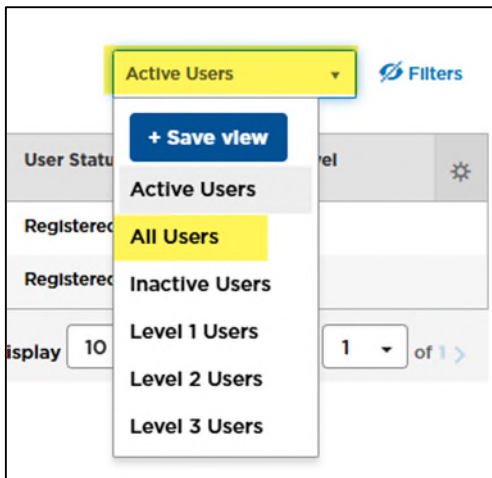 Active Users
Filters
+ Save view
User Statu
vel
Active Users
Registered
All Users
Registered
Inactive Users
Level 1 Users
isplay 10 1 of 1
Level 2 Users
Level 3 Users